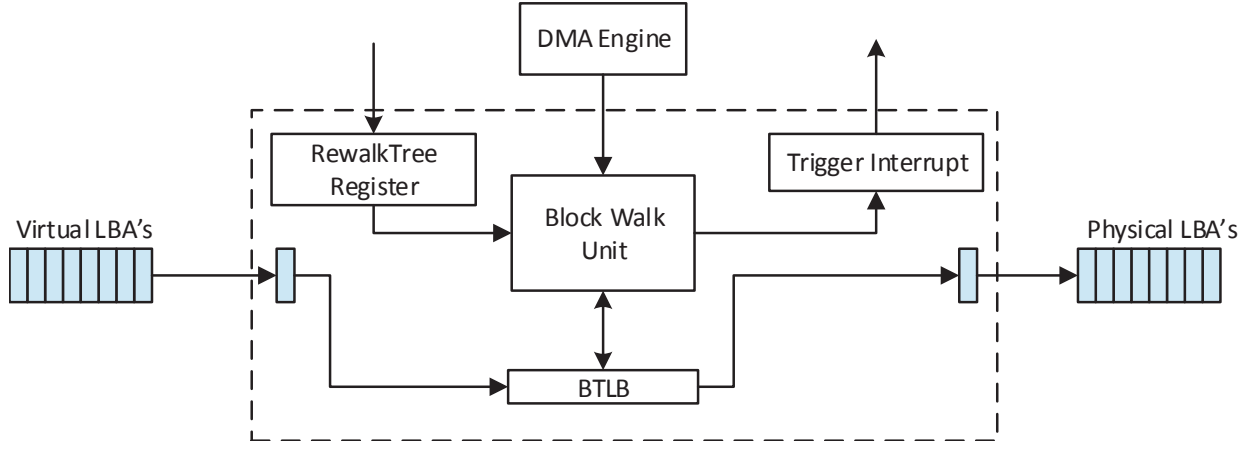 DMA Engine
RewalkTree
Register
Trigger Interrupt
Block Walk
Unit
Virtual LBA's
Physical LBA's
BTLB